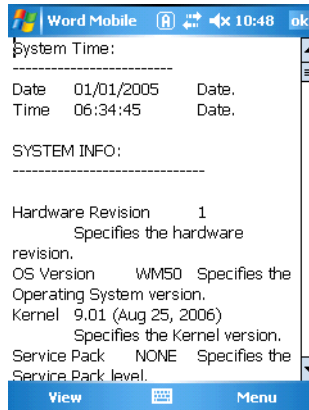 Word Mobile A 10:48 ok
System Time:
-------------------------
Date 01/01/2005 Date.
Time 06:34:45 Date.
SYSTEM INFO:
------------------------------
Hardware Revision 1
Specifies the hardware
revision.
OS Version WM50 Specifies the
Operating System version.
Kernel 9.01 (Aug 25, 2006)
Specifies the Kernel version.
Service Pack NONE Specifies the
Service Pack level.
View Menu